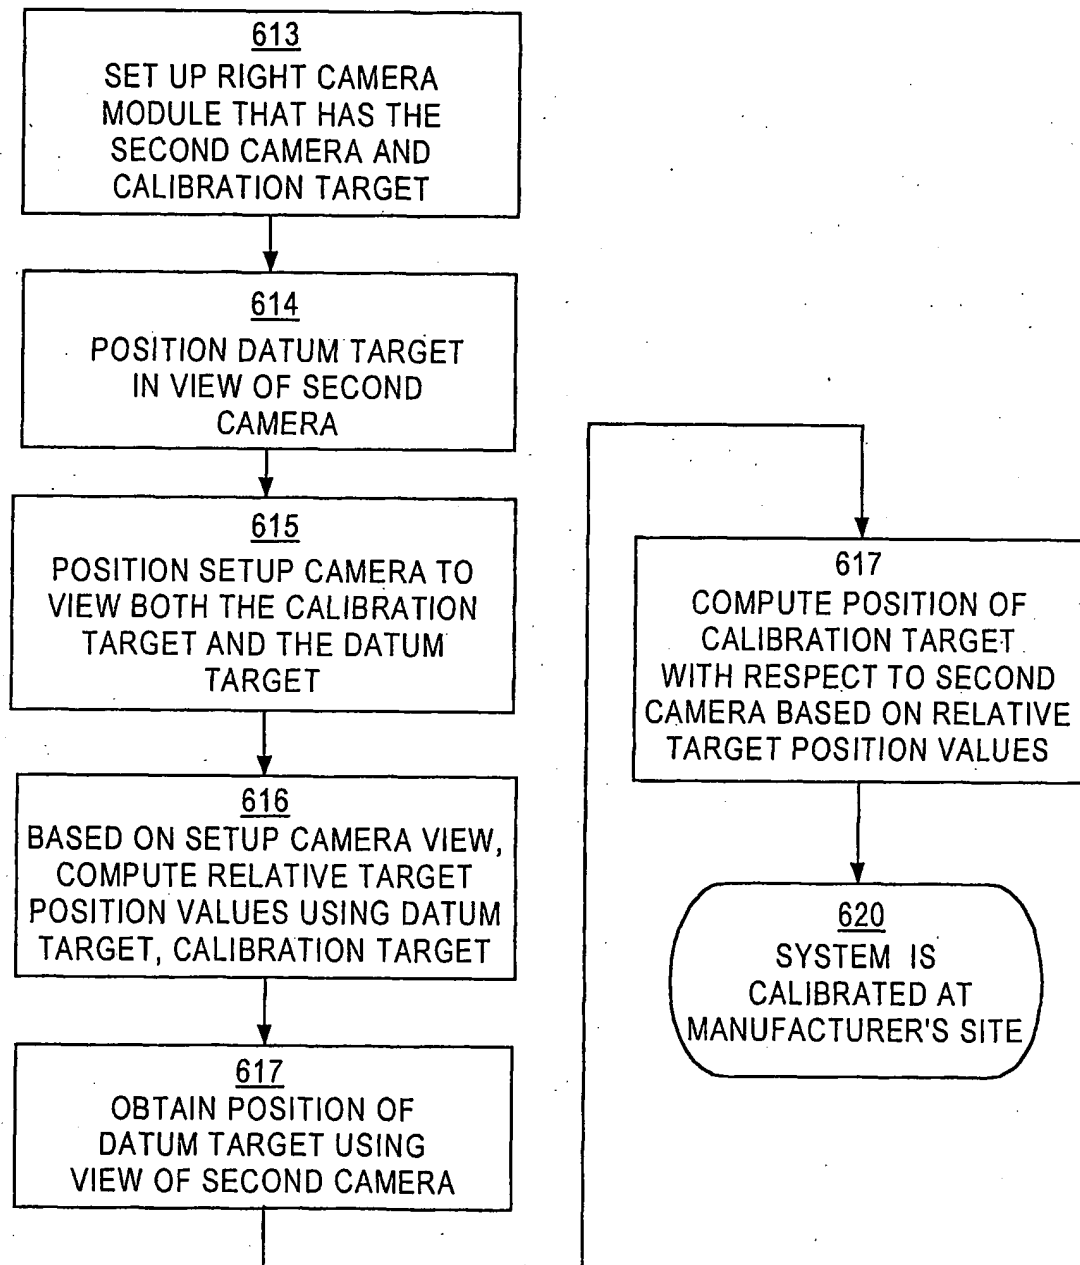 613
SET UP RIGHT CAMERA
MODULE THAT HAS THE
SECOND CAMERA AND
CALIBRATION TARGET
614
POSITION DATUM TARGET
IN VIEW OF SECOND
CAMERA
615
POSITION SETUP CAMERA TO
VIEW BOTH THE CALIBRATION
TARGET AND THE DATUM
TARGET
616
BASED ON SETUP CAMERA VIEW,
COMPUTE RELATIVE TARGET
POSITION VALUES USING DATUM
TARGET, CALIBRATION TARGET
617
OBTAIN POSITION OF
DATUM TARGET USING
VIEW OF SECOND CAMERA
617
COMPUTE POSITION OF
CALIBRATION TARGET
WITH RESPECT TO SECOND
CAMERA BASED ON RELATIVE
TARGET POSITION VALUES
620
SYSTEM IS
CALIBRATED AT
MANUFACTURER'S SITE